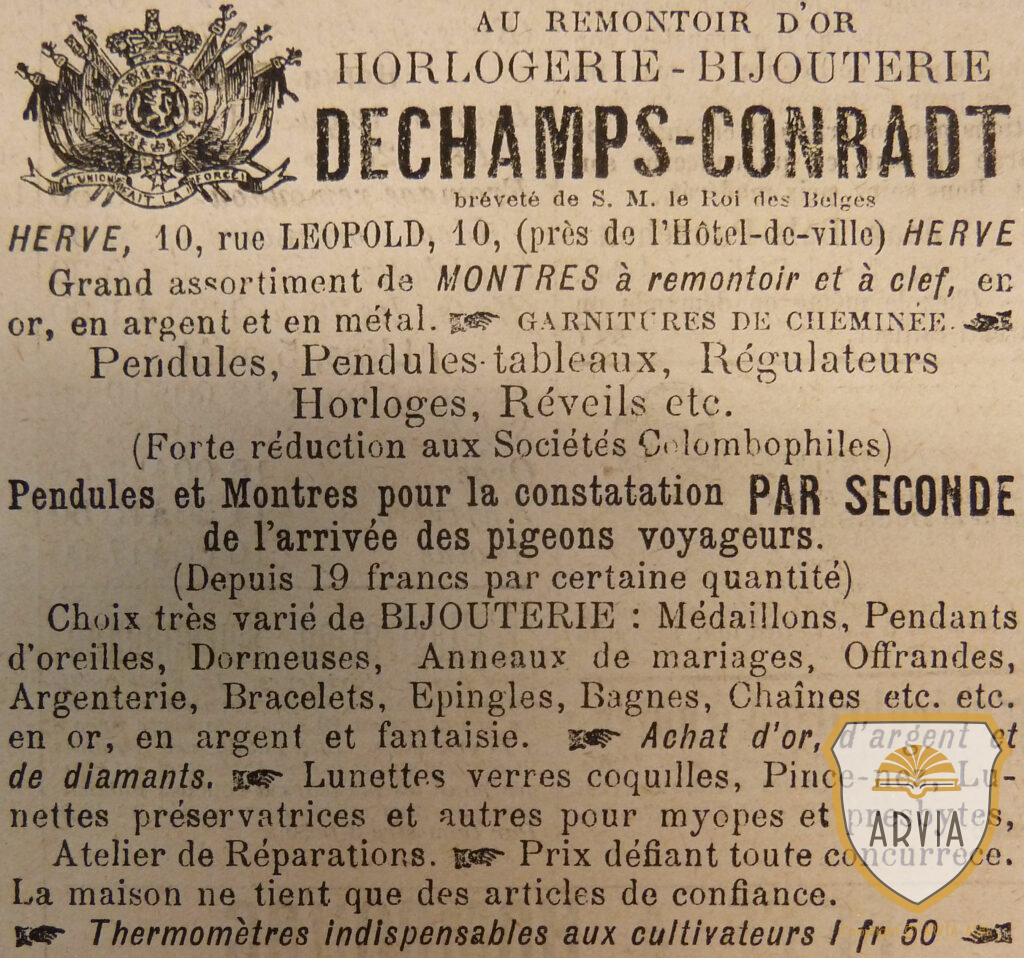 AU REMONTOIR D'OR
HORLOGERIE - BIJOUTERIE
DECHAMPS-CONRADT
bréveté de S. M. le Roi des Belges
L'UNION FAIT LA FORCE
HERVE, 10, rue LEOPOLD, 10, (près de l'Hôtel-de-ville) HERVE
Grand assortiment de MONTRES à remontoir et à clef, en
or, en argent et en métal. GARNITURES DE CHEMINÉE.
Pendules, Pendules-tableaux, Régulateurs
Horloges, Réveils etc.
(Forte réduction aux Sociétés Colombophiles)
Pendules et Montres pour la constatation PAR SECONDE
de l'arrivée des pigeons voyageurs.
(Depuis 19 francs par certaine quantité)
Choix très varié de BIJOUTERIE : Médaillons, Pendants
d'oreilles, Dormeuses, Anneaux de mariages, Offrandes,
Argenterie, Bracelets, Epingles, Bagnes, Chaînes etc. etc.
en or, en argent et fantaisie. Achat d'or, d'argent et
de diamants. Lunettes verres coquilles, Pince-nez, Lu-
nettes préservatrices et autres pour myopes et presbytes,
Atelier de Réparations. Prix défiant toute concurrece.
La maison ne tient que des articles de confiance.
Thermomètres indispensables aux cultivateurs 1 fr 50
ARVIA